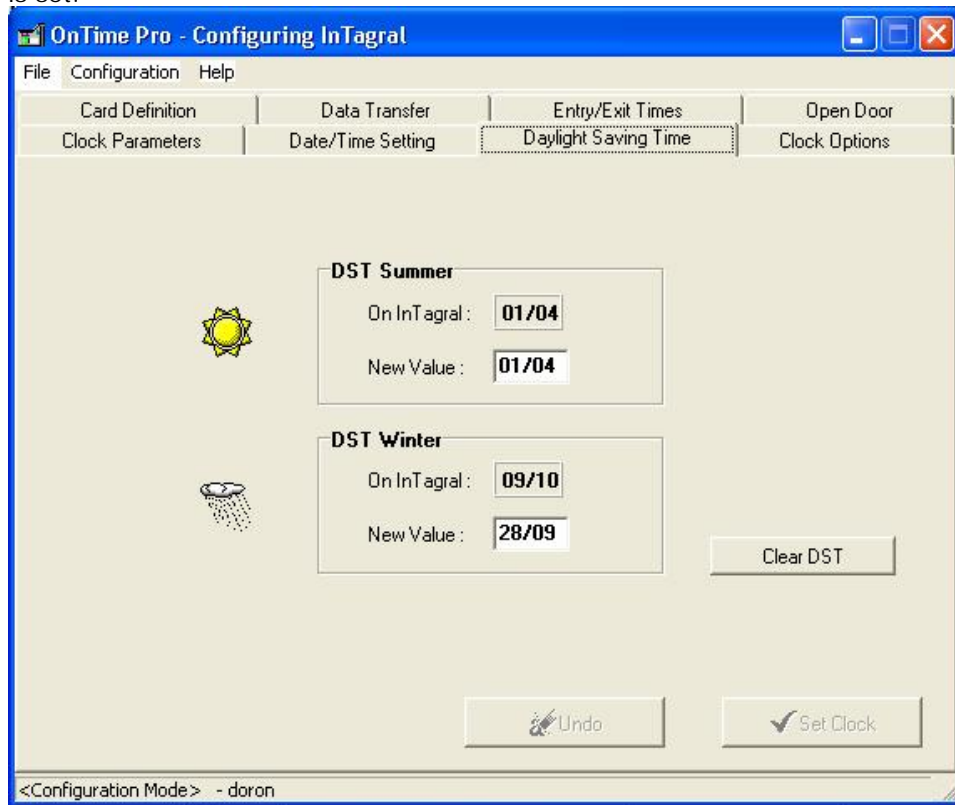 is set.
OnTime Pro - Configuring InTagral
File Configuration Help
Card Definition Data Transfer Entry/Exit Times Open Door
Clock Parameters Date/Time Setting Daylight Saving Time Clock Options
DST Summer
On InTagral : 01/04
New Value : 01/04
DST Winter
On InTagral : 09/10
New Value : 28/09
Clear DST
Undo Set Clock
<Configuration Mode> - doron